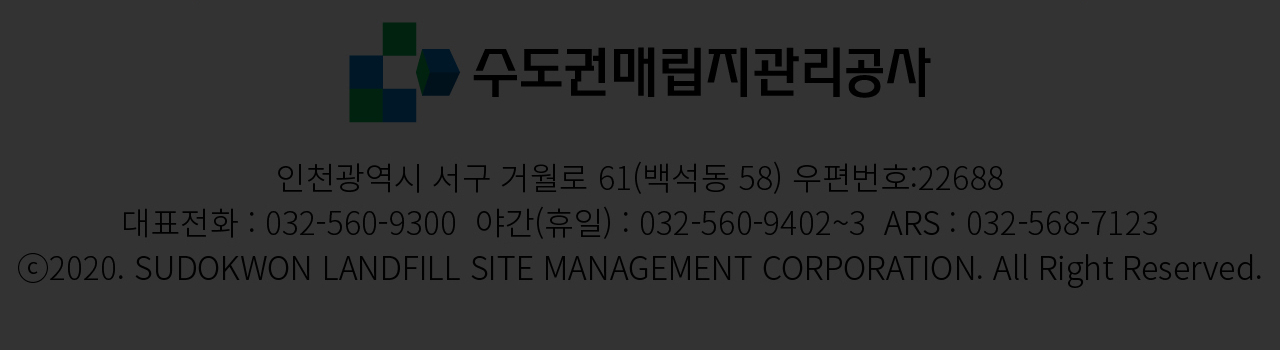 수도권매립지관리공사
인천광역시 서구 거월로 61(백석동 58) 우편번호:22688
대표전화 : 032-560-9300 야간(휴일) : 032-560-9402~3 ARS : 032-568-7123
ⓒ2020. SUDOKWON LANDFILL SITE MANAGEMENT CORPORATION. All Right Reserved.